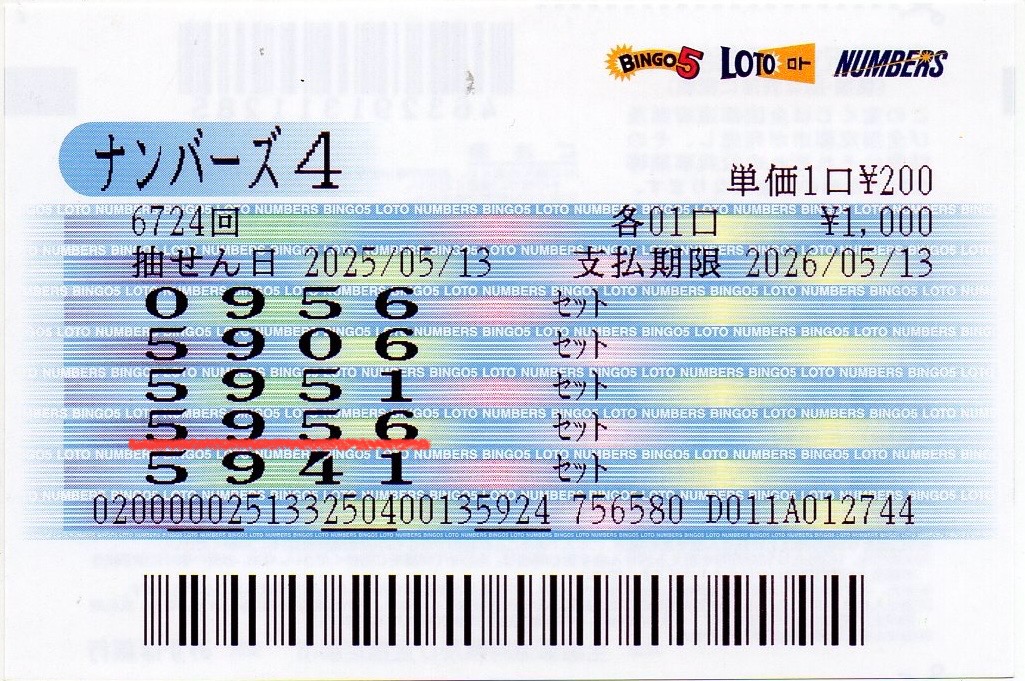 BINGO5 LOTO NUMBERS
ナンバーズ4
単価1口¥200
6724回 各01口 ¥1,000
抽せん日 2025/05/13 支払期限 2026/05/13
0956 セット
5906 セット
5951 セット
5956 セット
5941 セット
020000025133250400135924 756580 D011A012744